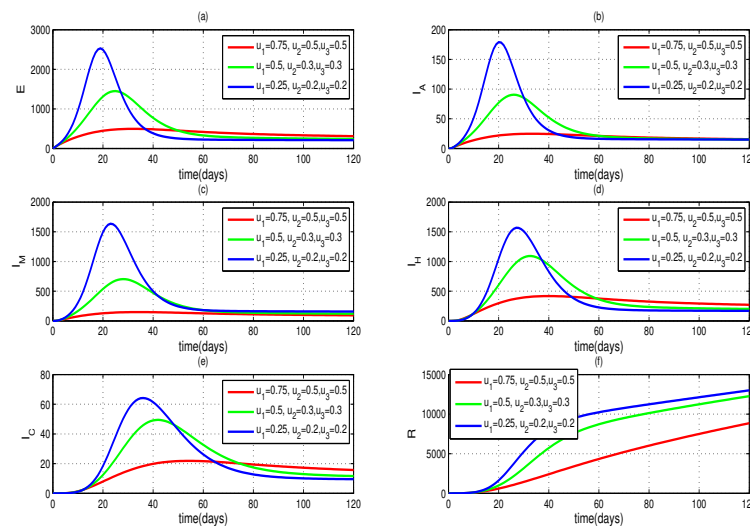 (a)
3000
2000
1000
0
E
0 20 40 60 80 100 120
time(days)
u₁=0.75, u₂=0.5,u₃=0.5
u₁=0.5, u₂=0.3,u₃=0.3
u₁=0.25, u₂=0.2,u₃=0.2
(b)
200
150
100
50
0
I_A
0 20 40 60 80 100 120
time(days)
u₁=0.75, u₂=0.5,u₃=0.5
u₁=0.5, u₂=0.3,u₃=0.3
u₁=0.25, u₂=0.2,u₃=0.2
(c)
2000
1500
1000
500
0
I_M
0 20 40 60 80 100 120
time(days)
u₁=0.75, u₂=0.5,u₃=0.5
u₁=0.5, u₂=0.3,u₃=0.3
u₁=0.25, u₂=0.2,u₃=0.2
(d)
2000
1500
1000
500
0
I_H
0 20 40 60 80 100 120
time(days)
u₁=0.75, u₂=0.5,u₃=0.5
u₁=0.5, u₂=0.3,u₃=0.3
u₁=0.25, u₂=0.2,u₃=0.2
(e)
80
60
40
20
0
I_C
0 20 40 60 80 100 120
time(days)
u₁=0.75, u₂=0.5,u₃=0.5
u₁=0.5, u₂=0.3,u₃=0.3
u₁=0.25, u₂=0.2,u₃=0.2
(f)
15000
10000
5000
0
R
0 20 40 60 80 100 120
time(days)
u₁=0.75, u₂=0.5,u₃=0.5
u₁=0.5, u₂=0.3,u₃=0.3
u₁=0.25, u₂=0.2,u₃=0.2